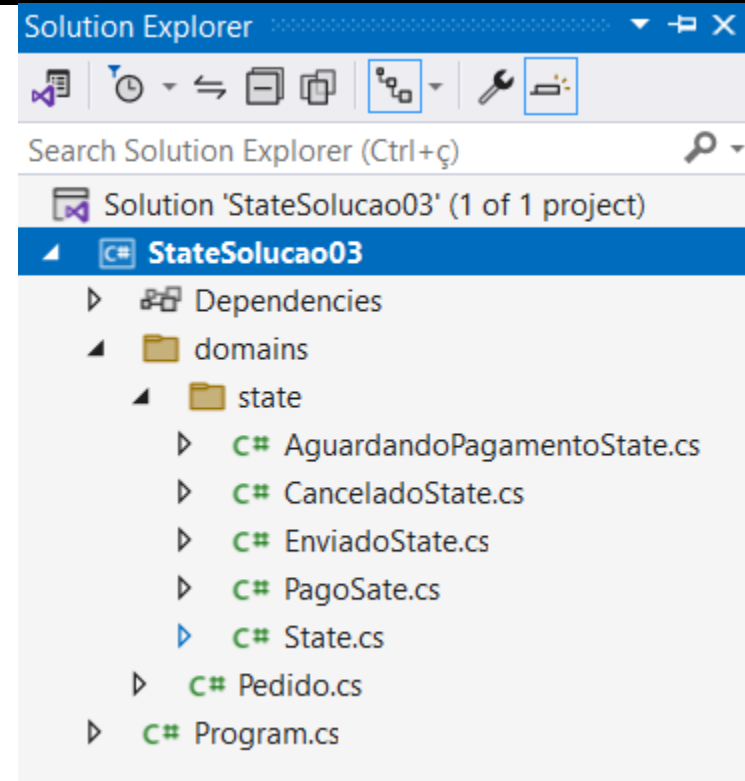 Solution Explorer
Search Solution Explorer (Ctrl+ç)
Solution 'StateSolucao03' (1 of 1 project)
C# StateSolucao03
Dependencies
domains
state
C# AguardandoPagamentoState.cs
C# CanceladoState.cs
C# EnviadoState.cs
C# PagoSate.cs
C# State.cs
C# Pedido.cs
C# Program.cs